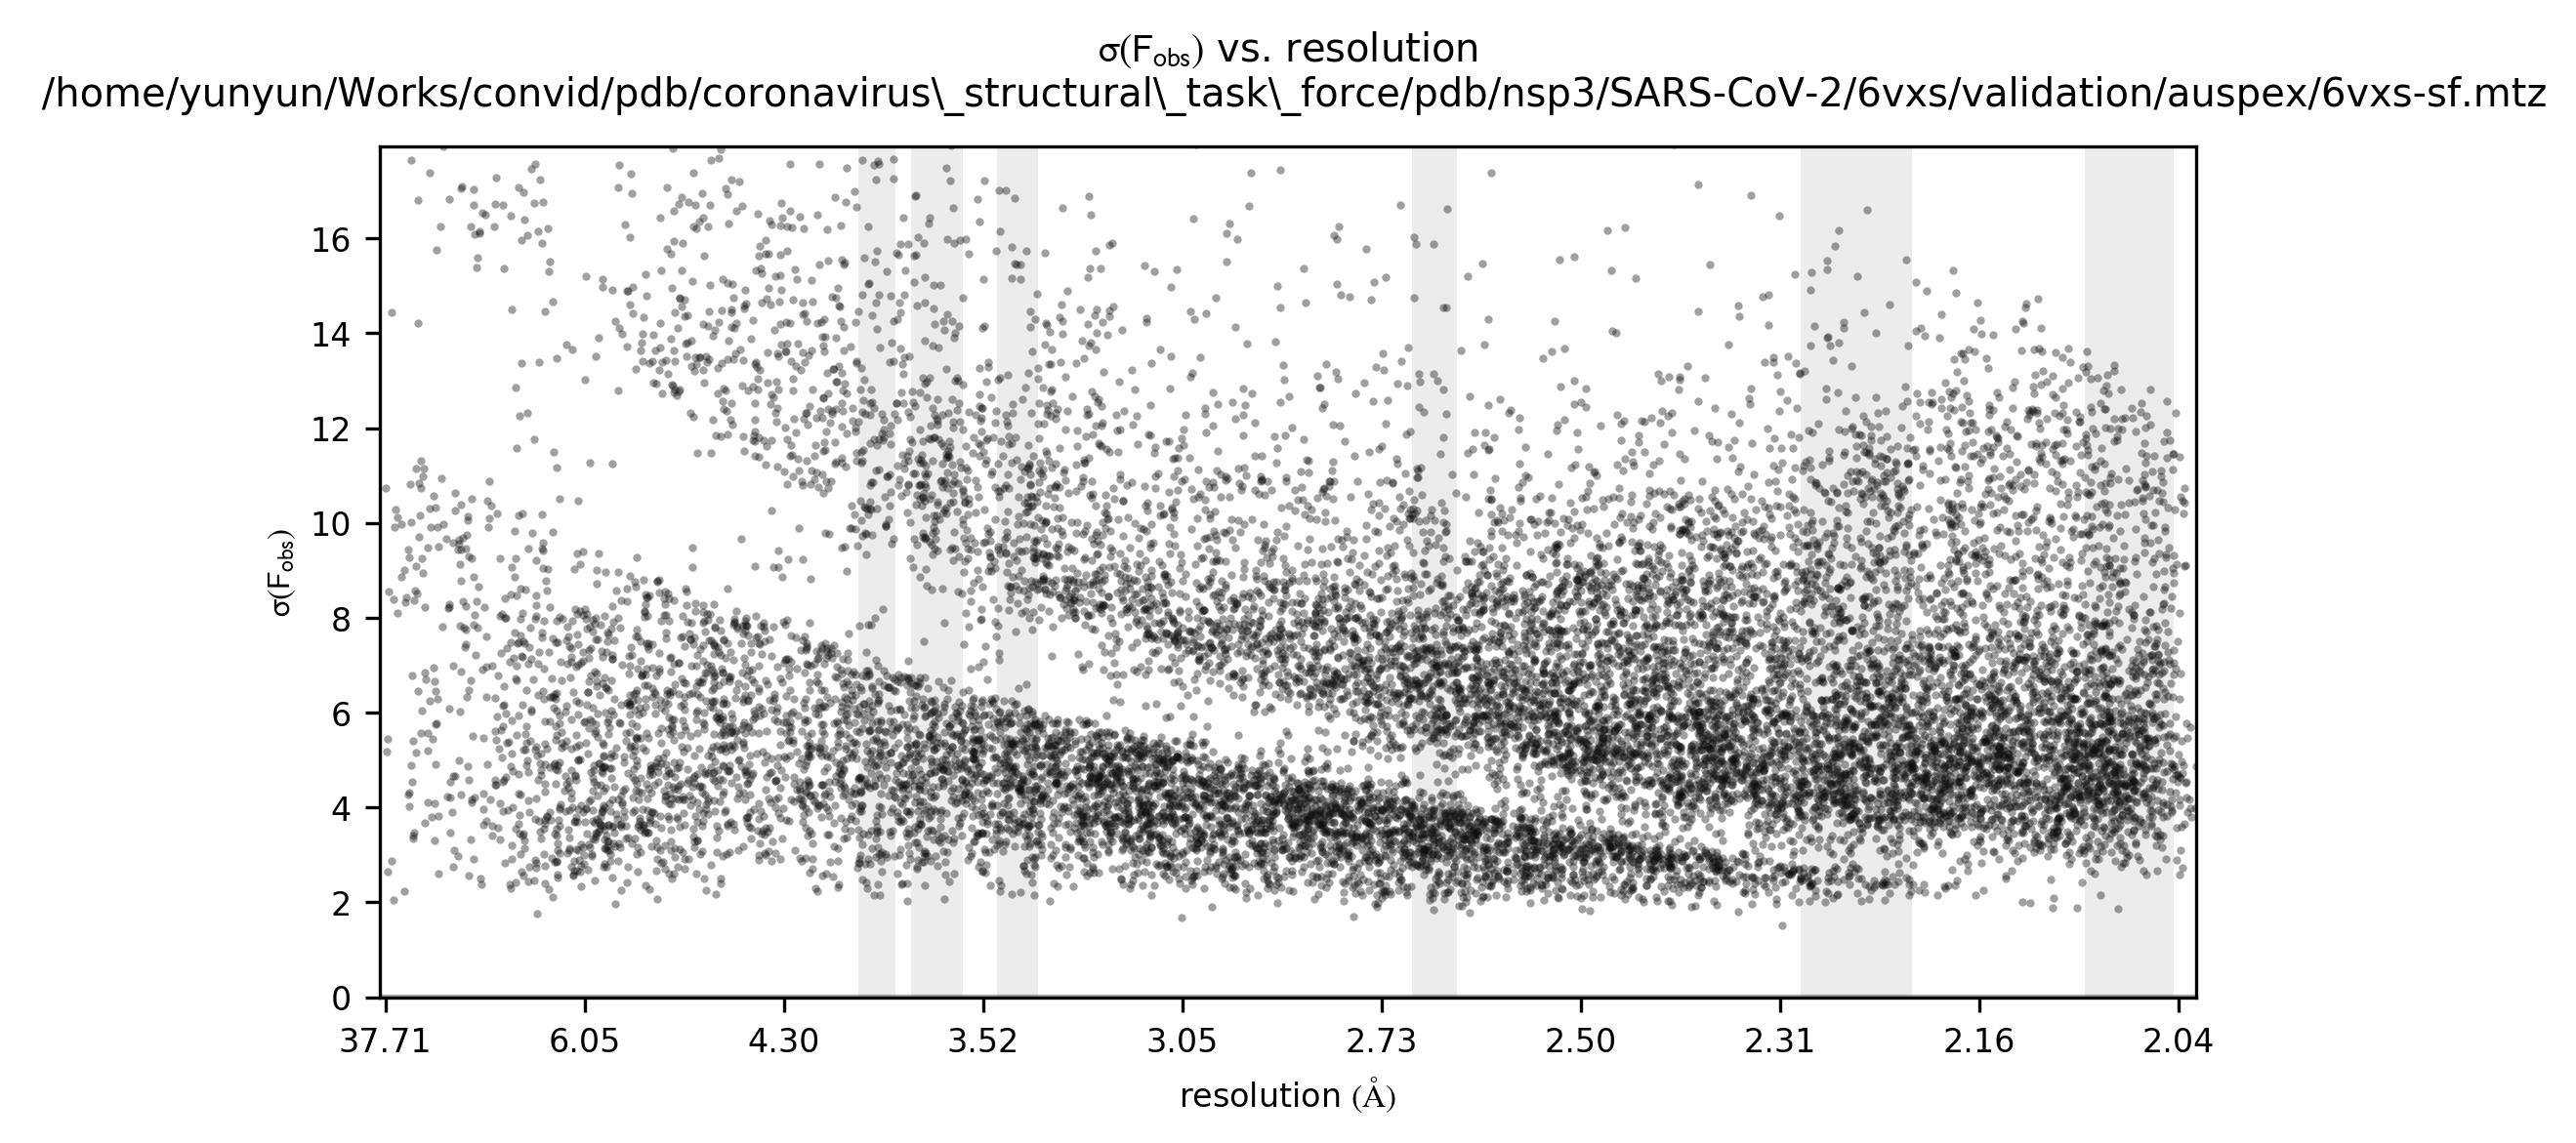 σ(Fobs) vs. resolution
/home/yunyun/Works/convid/pdb/coronavirus\_structural\_task\_force/pdb/nsp3/SARS-CoV-2/6vxs/validation/auspex/6vxs-sf.mtz
16
14
12
10
8
6
4
2
0
σ(Fobs)
37.71 6.05 4.30 3.52 3.05 2.73 2.50 2.31 2.16 2.04
resolution (Å)